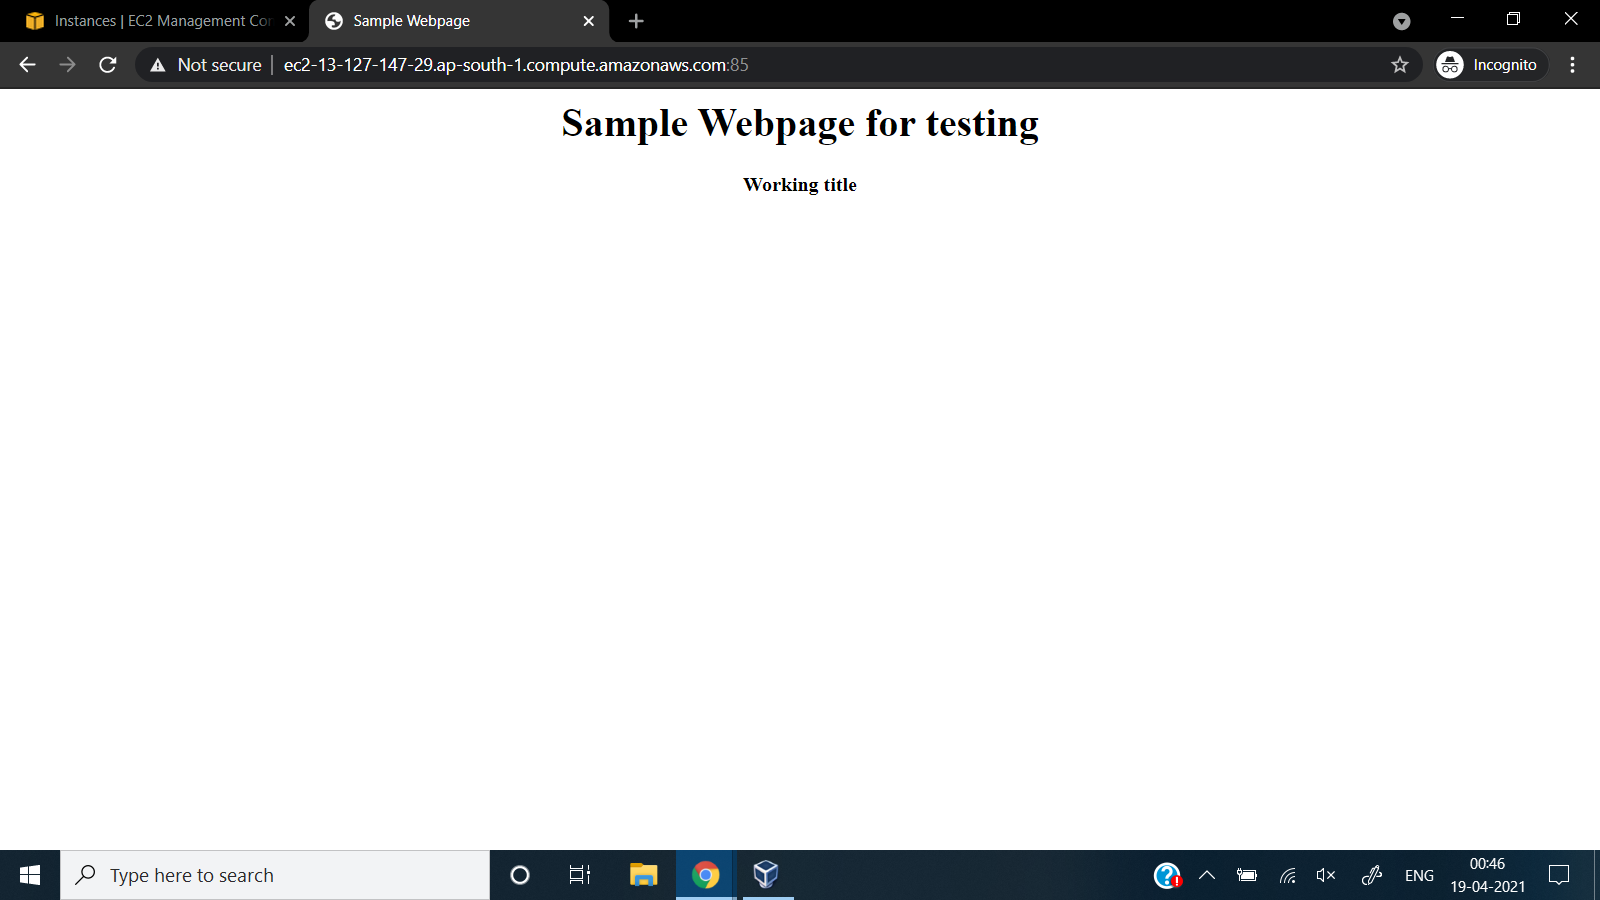 Instances | EC2 Management Co
Sample Webpage
Not secure
ec2-13-127-147-29.ap-south-1.compute.amazonaws.com:85
Incognito
Sample Webpage for testing
Working title
Type here to search
ENG
00:46
19-04-2021